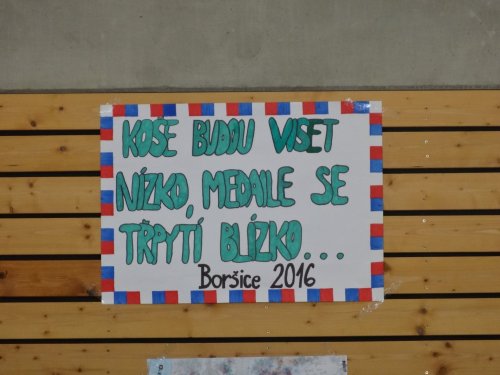 KOŠE BUDOU VISET
NÍZKO, MEDAILE SE
TŘPYTÍ BLÍZKO...
Boršice 2016